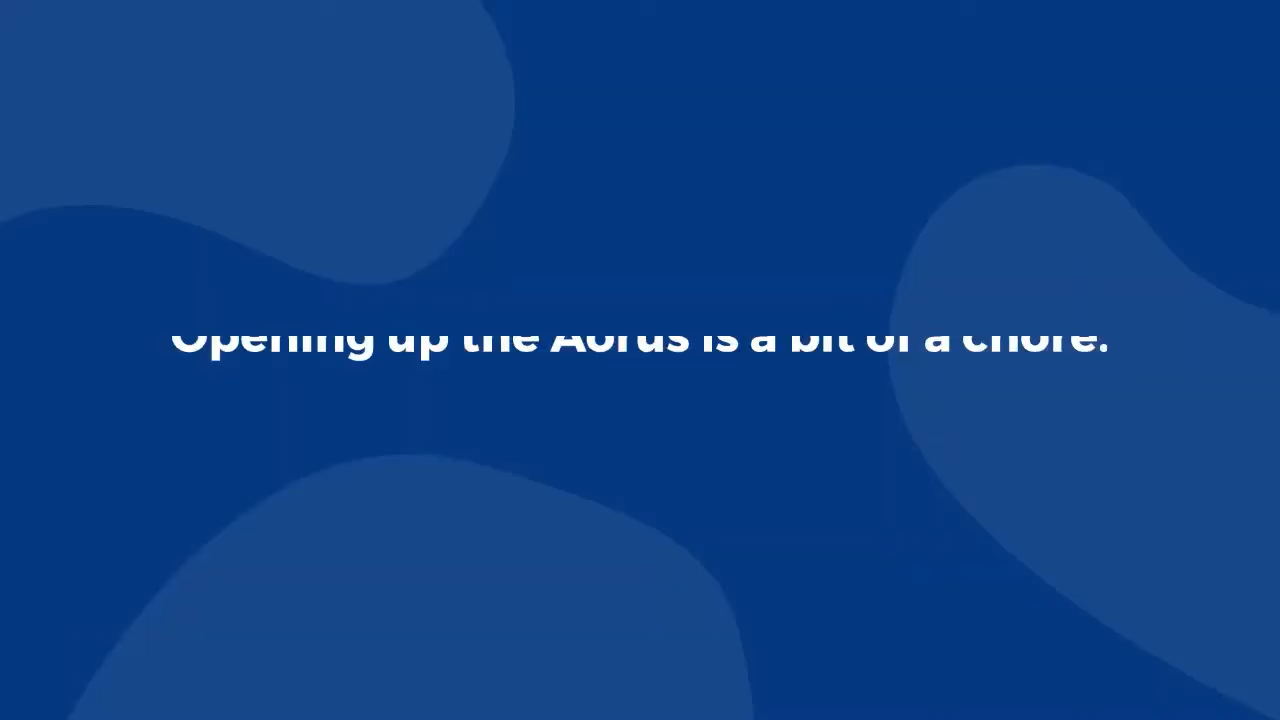 Opening up the Aorus is a bit of a chore.